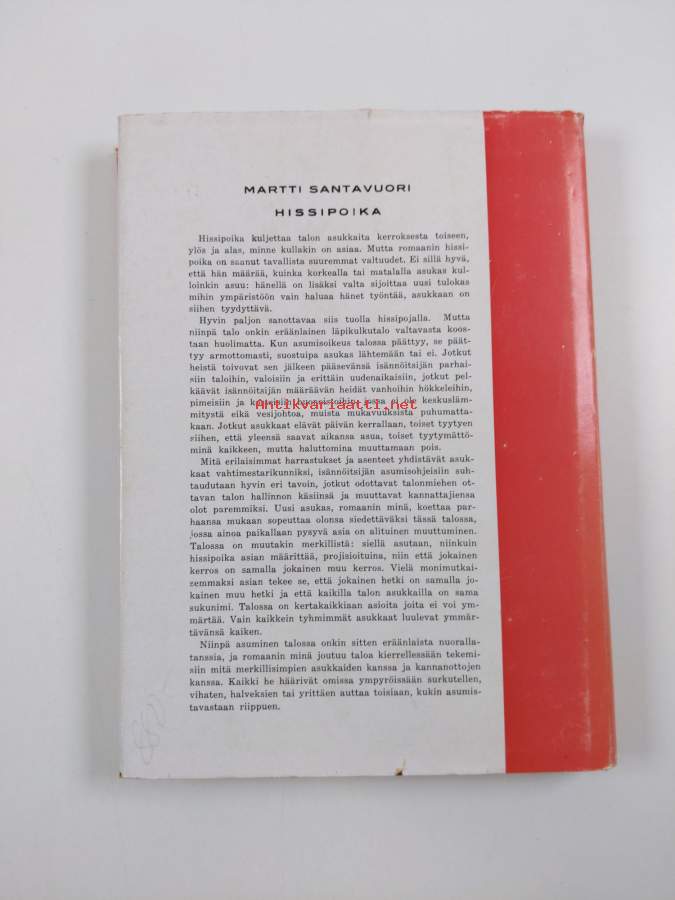 MARTTI SANTAVUORI
HISSIPOIKA
Hissipoika kuljettaa talon asukkaita kerroksesta toiseen,
ylös ja alas, minne kullakin on asiaa. Mutta romaanin hissi-
poika on saanut tavallista suuremmat valtuudet. Ei sillä hyvä,
että hän määrää, kuinka korkealla tai matalalla asukas kul-
loinkin asuu: hänellä on lisäksi valta sijoittaa uusi tulokas
mihin ympäristöön vain haluaa hänet työntää, asukkaan on
siihen tyydyttävä.
Hyvin paljon sanottavaa siis tuolla hissipojalla. Mutta
niinpä talo onkin eräänlainen läpikulkutalo valtavasta koos-
taan huolimatta. Kun asumisoikeus talossa päättyy, se päät-
tyy armottomasti, suostuipa asukas lähtemään tai ei. Jotkut
heistä toivovat sen jälkeen pääsevänsä isännöitsijän parhai-
siin taloihin, valoisiin ja erittäin uudenaikaisiin, jotkut pel-
käävät isännöitsijän määräävän heidät vanhoihin hökkeleihin,
pimeisiin ja huoneistoihin, joissa ei ole keskusläm-
mitystä eikä vesijohtoa, muista mukavuuksista puhumatta-
Antikvariaatti.net
kaan. Jotkut asukkaat elävät päivän kerrallaan, toiset tyytyen
siihen, että yleensä saavat aikansa asua, toiset tyytymättö-
minä kaikkeen, mutta haluttomina muuttamaan pois.
Mitä erilaisimmat harrastukset ja asenteet yhdistävät asuk-
kaat vahtimestarikunniksi, isännöitsijän asumisohjeisiin suh-
taudutaan hyvin eri tavoin, jotkut odottavat talonmiehen ot-
tavan talon hallinnon käsiinsä ja muuttavat kannattajiensa
olot paremmiksi. Uusi asukas, romaanin minä, koettaa par-
haansa mukaan sopeuttaa olonsa siedettäväksi tässä talossa,
jossa ainoa paikallaan pysyvä asia on alituinen muuttuminen.
Talossa on muutakin merkillistä: siellä asutaan, niinkuin
hissipoika asian määrittää, projisioituina, niin että jokainen
kerros on samalla jokainen muu kerros. Vielä monimutkai-
zemmaksi asian tekee se, että jokainen hetki on samalla jo-
kainen muu hetki ja että kaikilla talon asukkailla on sama
sukunimi. Talossa on kertakaikkiaan asioita joita ei voi ym-
märtää. Vain kaikkein tyhmimmät asukkaat luulevat ymmär-
tävänsä kaiken.
Niinpä asuminen talossa onkin sitten eräänlaista nuoralla-
tanssia, ja romaanin minä joutuu taloa kierrellessään tekemi-
siin mitä merkillisimpien asukkaiden kanssa ja kannanottojen
kanssa. Kaikki he häärivät omissa ympyröissään surkutellen,
vihaten, halveksien tai yrittäen auttaa toisiaan, kukin asumis-
tavastaan riippuen.